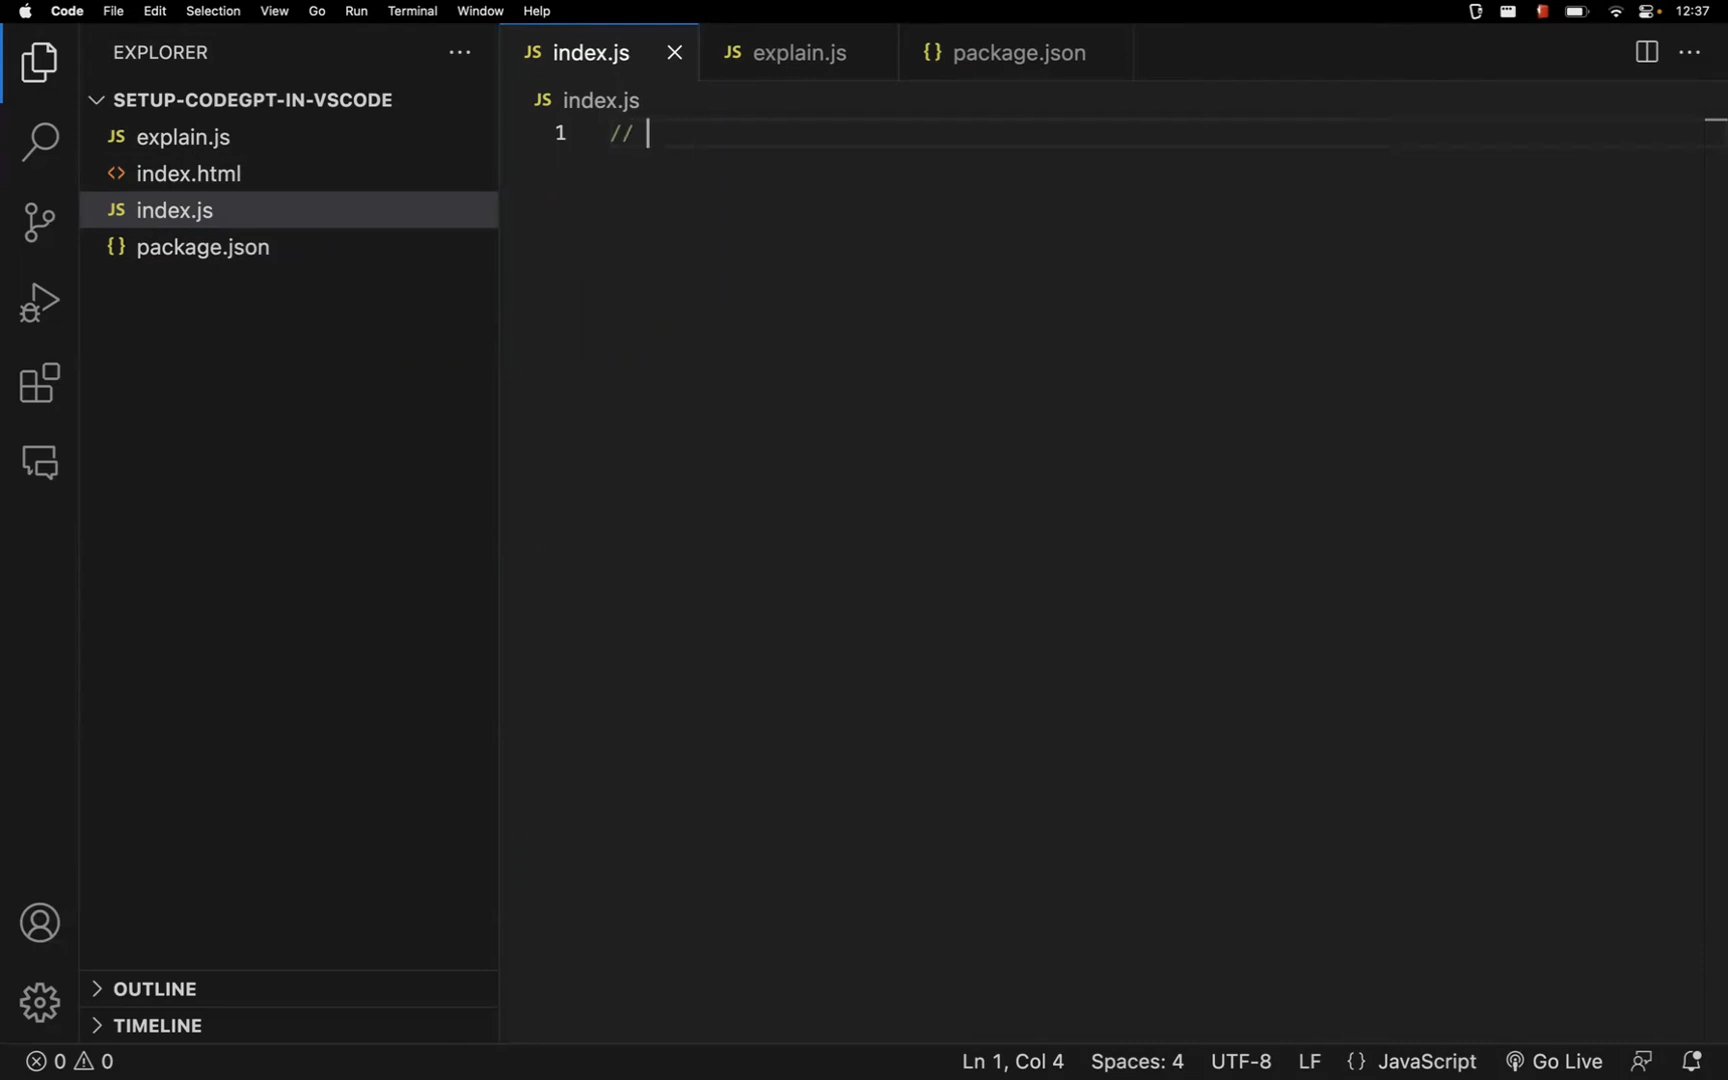 Code File Edit Selection View Go Run Terminal Window Help 12:37
EXPLORER
JS index.js
JS explain.js
{} package.json
SETUP-CODEGPT-IN-VSCODE
JS explain.js
<> index.html
JS index.js
{} package.json
JS index.js
1 //
OUTLINE
TIMELINE
0 0
Ln 1, Col 4 Spaces: 4 UTF-8 LF {} JavaScript Go Live